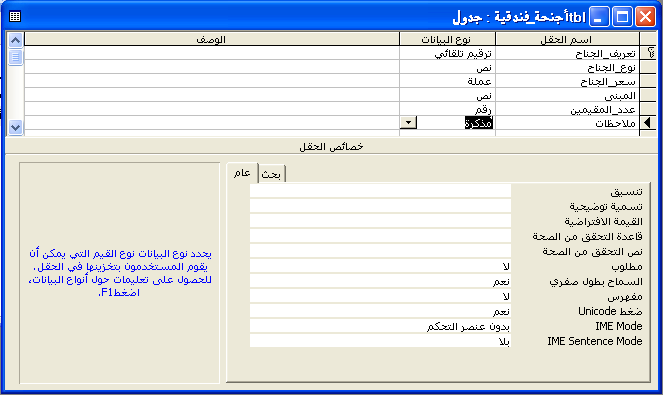 tblأجنحة_فندقية : جدول
اسم الحقل نوع البيانات الوصف
تعريف_الجناح ترقيم تلقائي
نوع_الجناح نص
سعر_الجناح عملة
المبنى نص
عدد_المقيمين رقم
ملاحظات مذكرة
خصائص الحقل
عام بحث
تنسيق
تسمية توضيحية
القيمة الافتراضية
قاعدة التحقق من الصحة
نص التحقق من الصحة
مطلوب لا
السماح بطول صفري نعم
مفهرس لا
ضغط Unicode نعم
IME Mode بدون عنصر التحكم
IME Sentence Mode بلا
يحدد نوع البيانات نوع القيم التي يمكن أن
يقوم المستخدمون بتخزينها في الحقل.
للحصول على تعليمات حول أنواع البيانات،
اضغطF1.